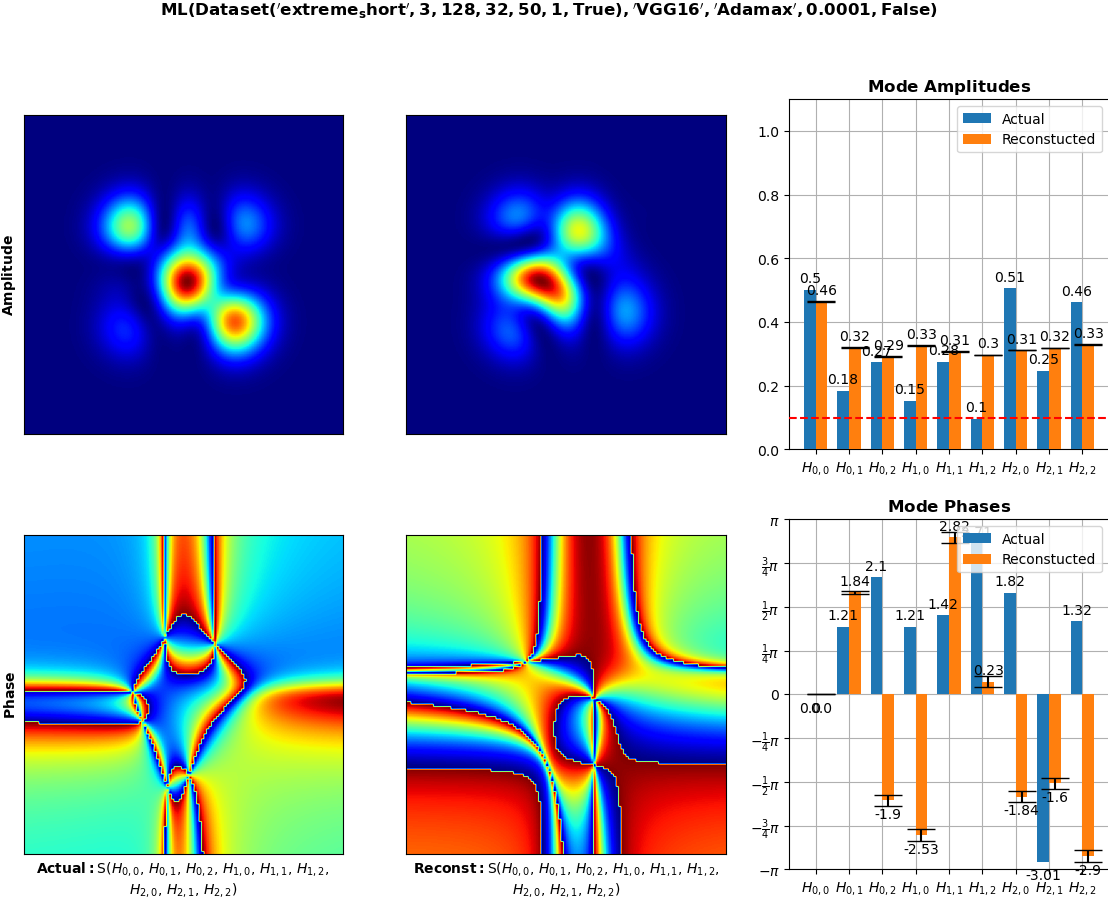 ML(Dataset('extreme_short', 3, 128, 32, 50, 1, True), 'VGG16', 'Adamax', 0.0001, False)
Mode Amplitudes
Amplitude
Actual
Reconstucted
1.0
0.8
0.6
0.4
0.2
0.0
0.5
0.46
0.18
0.32
0.27
0.29
0.15
0.33
0.28
0.31
0.1
0.3
0.51
0.31
0.25
0.32
0.46
0.33
H0,0 H0,1 H0,2 H1,0 H1,1 H1,2 H2,0 H2,1 H2,2
Mode Phases
Phase
Actual
Reconstucted
π
3/4π
1/2π
1/4π
0
−1/4π
−1/2π
−3/4π
−π
0.0
0.0
1.21
1.84
2.1
-1.9
1.21
-2.53
1.42
2.82
0.23
1.82
-1.84
-3.01
-1.6
1.32
-2.9
H0,0 H0,1 H0,2 H1,0 H1,1 H1,2 H2,0 H2,1 H2,2
Actual: S(H0,0, H0,1, H0,2, H1,0, H1,1, H1,2,
H2,0, H2,1, H2,2)
Reconst: S(H0,0, H0,1, H0,2, H1,0, H1,1, H1,2,
H2,0, H2,1, H2,2)